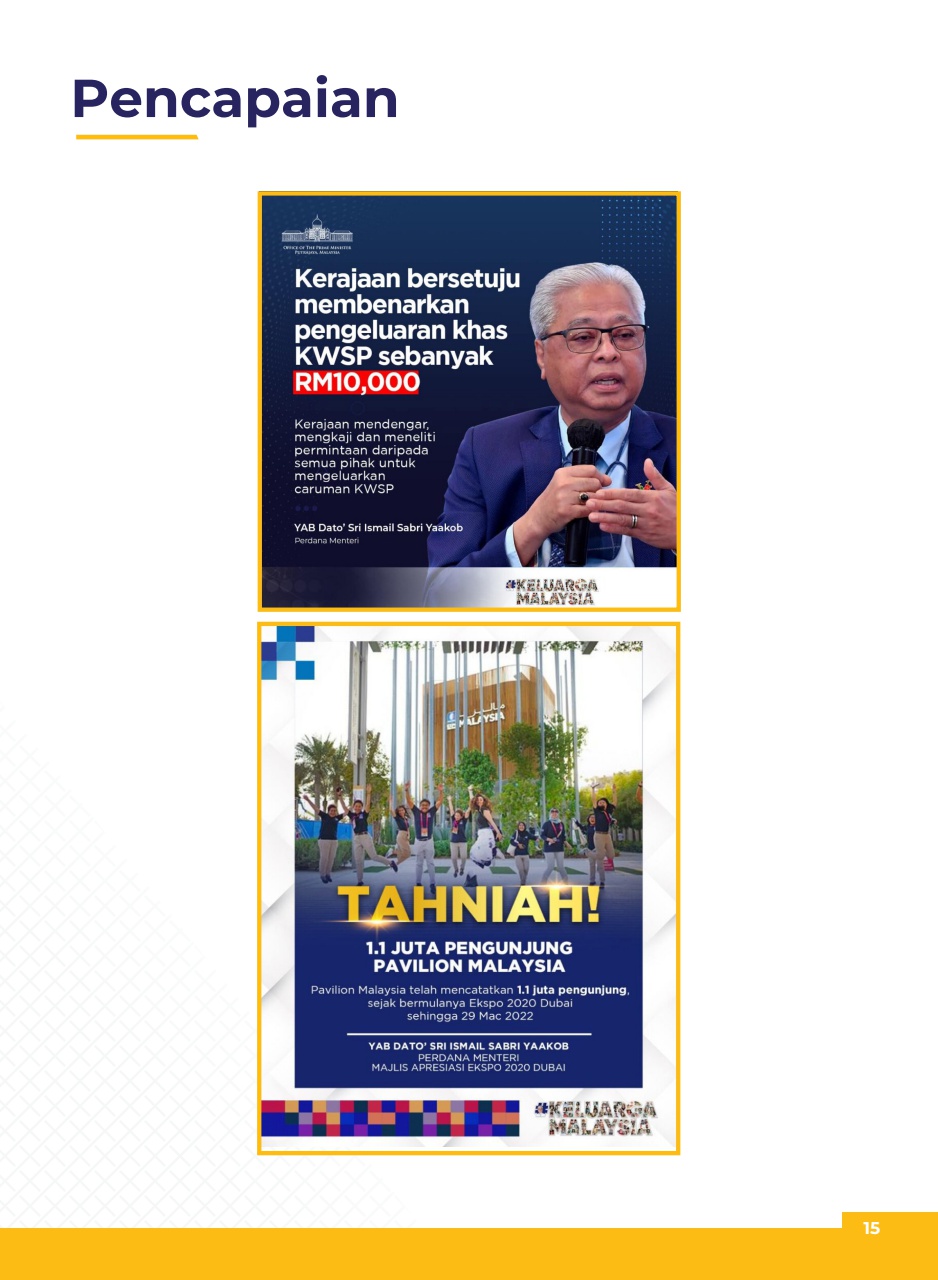 Pencapaian
OFFICE OF THE PRIME MINISTER
PUTRAJAYA, MALAYSIA
Kerajaan bersetuju
membenarkan
pengeluaran khas
KWSP sebanyak
RM10,000
Kerajaan mendengar,
mengkaji dan meneliti
permintaan daripada
semua pihak untuk
mengeluarkan
caruman KWSP
YAB Dato' Sri Ismail Sabri Yaakob
Perdana Menteri
#KELUARGA
MALAYSIA
MALAYSIA
TAHNIAH!
1.1 JUTA PENGUNJUNG
PAVILION MALAYSIA
Pavilion Malaysia telah mencatatkan 1.1 juta pengunjung,
sejak bermulanya Ekspo 2020 Dubai
sehingga 29 Mac 2022
YAB DATO' SRI ISMAIL SABRI YAAKOB
PERDANA MENTERI
MAJLIS APRESIASI EKSPO 2020 DUBAI
#KELUARGA
MALAYSIA
15